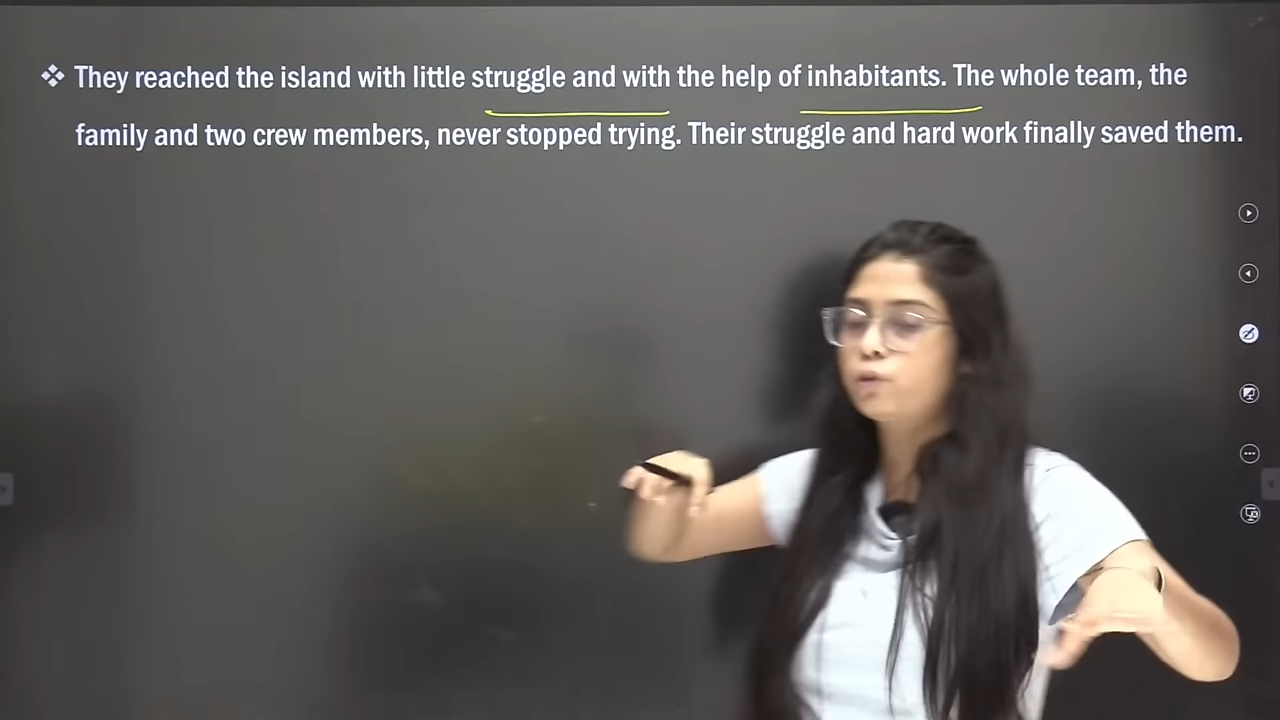 ❖ They reached the island with little struggle and with the help of inhabitants. The whole team, the
family and two crew members, never stopped trying. Their struggle and hard work finally saved them.